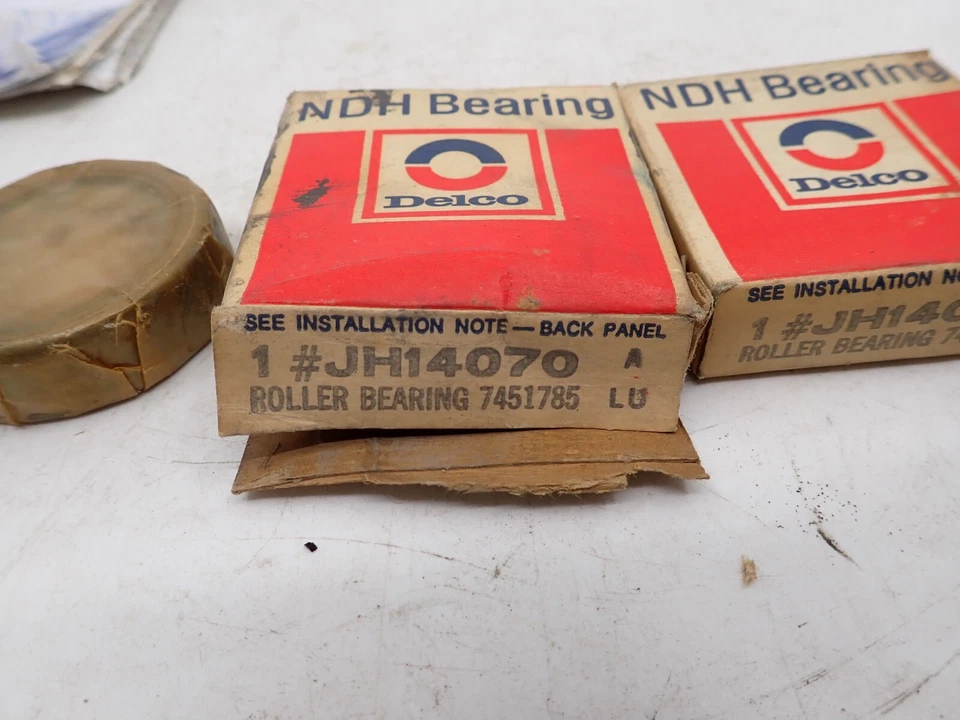 NDH Bearing
Delco
SEE INSTALLATION NOTE — BACK PANEL
1 #JH14070 A
ROLLER BEARING 7451785 LU
NDH Bearing
Delco
SEE INSTALLATION
1 #JH140
ROLLER BEARING